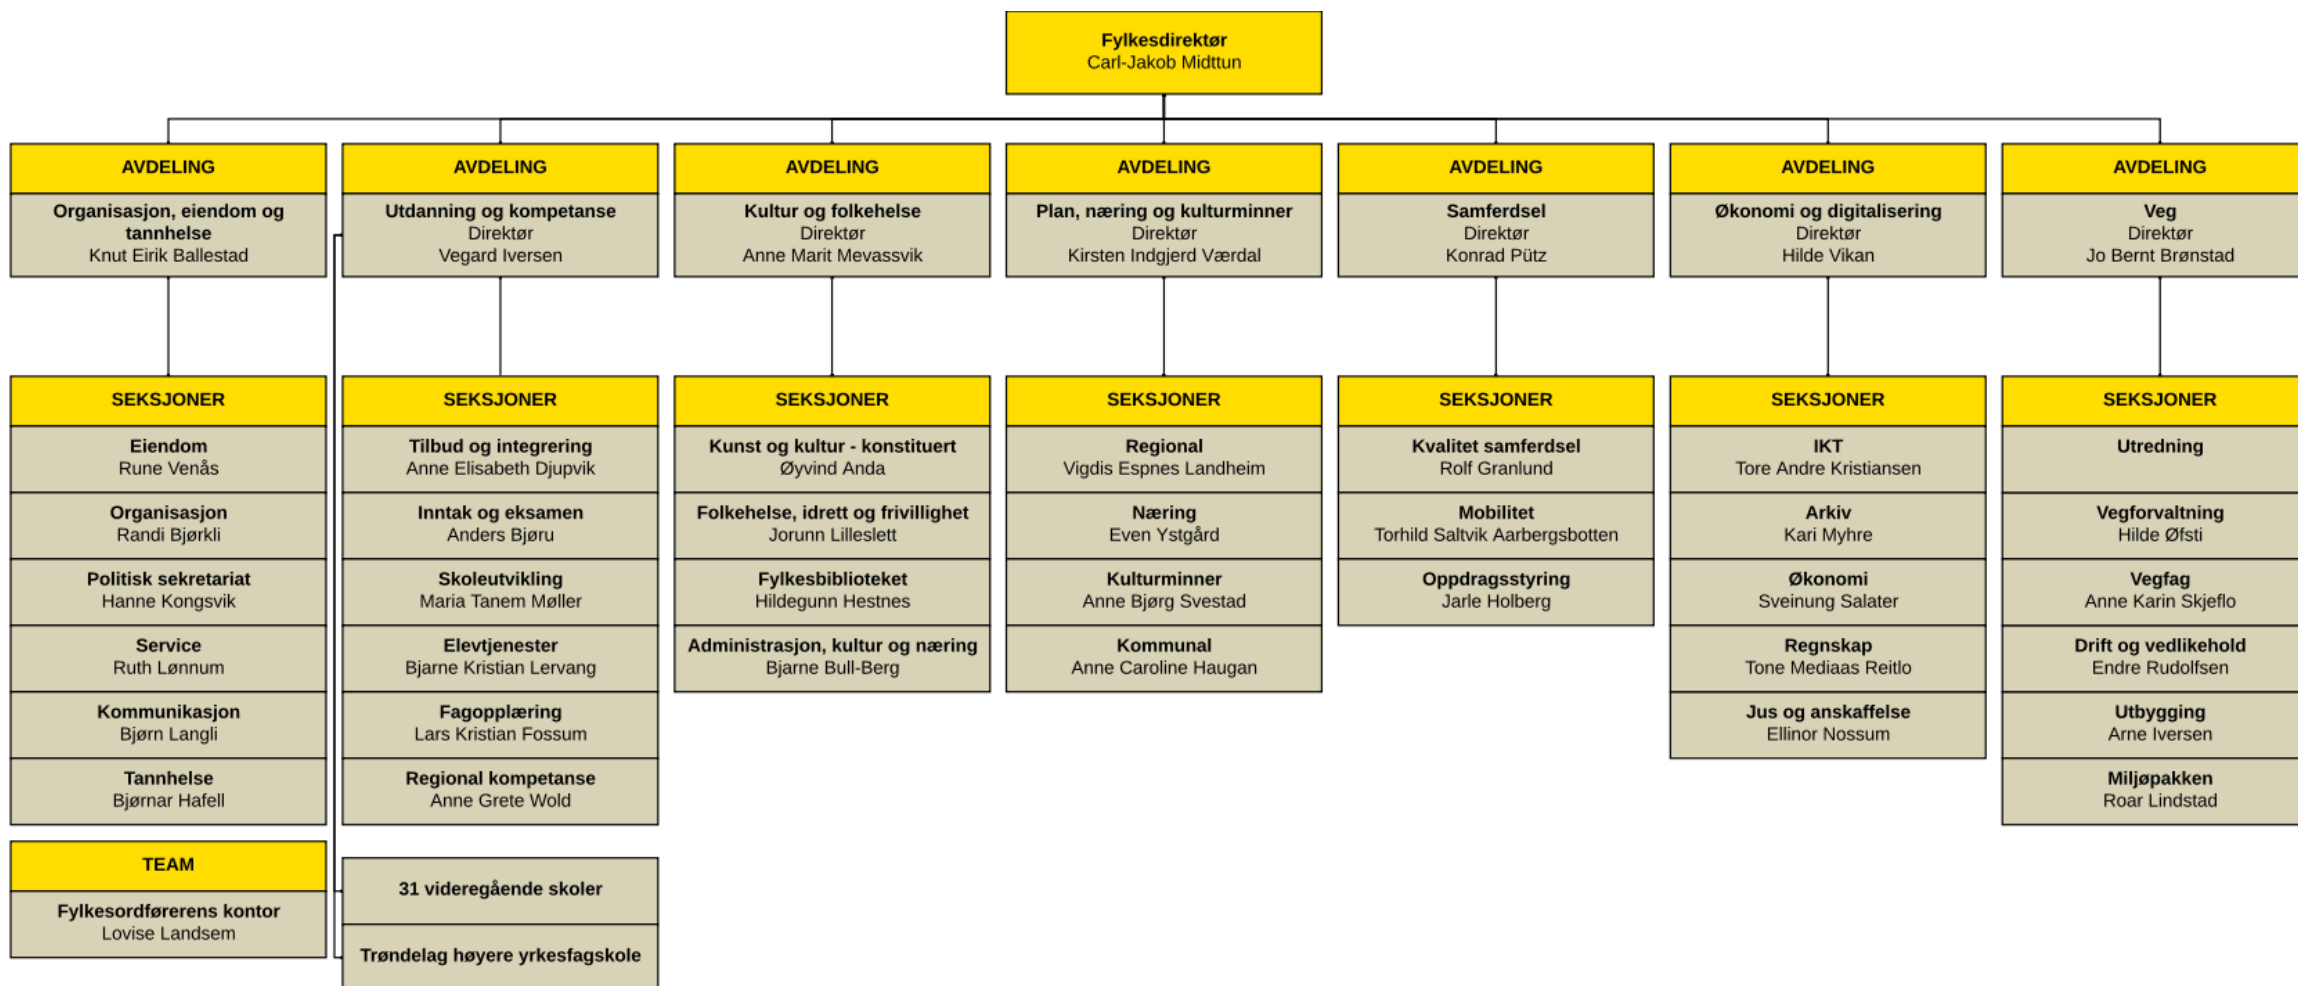 Fylkesdirektør
Carl-Jakob Midttun
AVDELING
Organisasjon, eiendom og
tannhelse
Knut Eirik Ballestad
AVDELING
Utdanning og kompetanse
Direktør
Vegard Iversen
AVDELING
Kultur og folkehelse
Direktør
Anne Marit Mevassvik
AVDELING
Plan, næring og kulturminner
Direktør
Kirsten Indgjerd Værdal
AVDELING
Samferdsel
Direktør
Konrad Pütz
AVDELING
Økonomi og digitalisering
Direktør
Hilde Vikan
AVDELING
Veg
Direktør
Jo Bernt Brønstad
SEKSJONER
Eiendom
Rune Venås
Organisasjon
Randi Bjørkli
Politisk sekretariat
Hanne Kongsvik
Service
Ruth Lønnum
Kommunikasjon
Bjørn Langli
Tannhelse
Bjørnar Hafell
TEAM
Fylkesordførerens kontor
Lovise Landsem
SEKSJONER
Tilbud og integrering
Anne Elisabeth Djupvik
Inntak og eksamen
Anders Bjøru
Skoleutvikling
Maria Tanem Møller
Elevtjenester
Bjarne Kristian Lervang
Fagopplæring
Lars Kristian Fossum
Regional kompetanse
Anne Grete Wold
31 videregående skoler
Trøndelag høyere yrkesfagskole
SEKSJONER
Kunst og kultur - konstituert
Øyvind Anda
Folkehelse, idrett og frivillighet
Jorunn Lilleslett
Fylkesbiblioteket
Hildegunn Hestnes
Administrasjon, kultur og næring
Bjarne Bull-Berg
SEKSJONER
Regional
Vigdis Espnes Landheim
Næring
Even Ystgård
Kulturminner
Anne Bjørg Svestad
Kommunal
Anne Caroline Haugan
SEKSJONER
Kvalitet samferdsel
Rolf Granlund
Mobilitet
Torhild Saltvik Aarbergsbotten
Oppdragsstyring
Jarle Holberg
SEKSJONER
IKT
Tore Andre Kristiansen
Arkiv
Kari Myhre
Økonomi
Sveinung Salater
Regnskap
Tone Mediaas Reitlo
Jus og anskaffelse
Ellinor Nossum
SEKSJONER
Utredning
Vegforvaltning
Hilde Øfsti
Vegfag
Anne Karin Skjeflo
Drift og vedlikehold
Endre Rudolfsen
Utbygging
Arne Iversen
Miljøpakken
Roar Lindstad